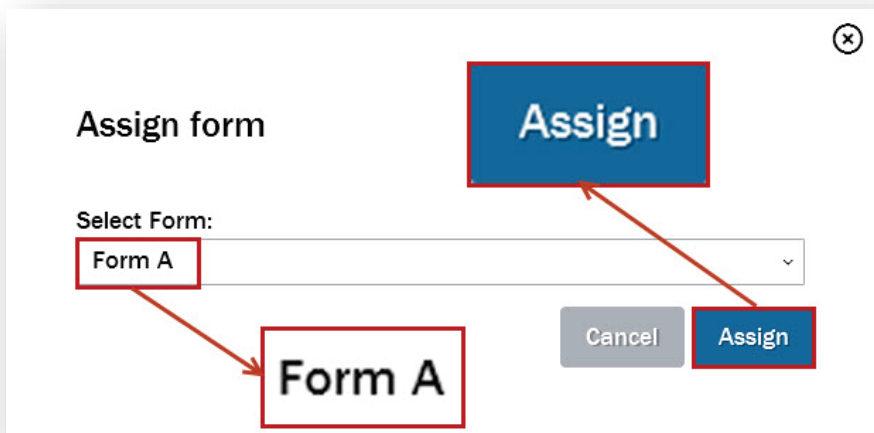 Assign form
Assign
Select Form:
Form A
Cancel
Assign
Form A